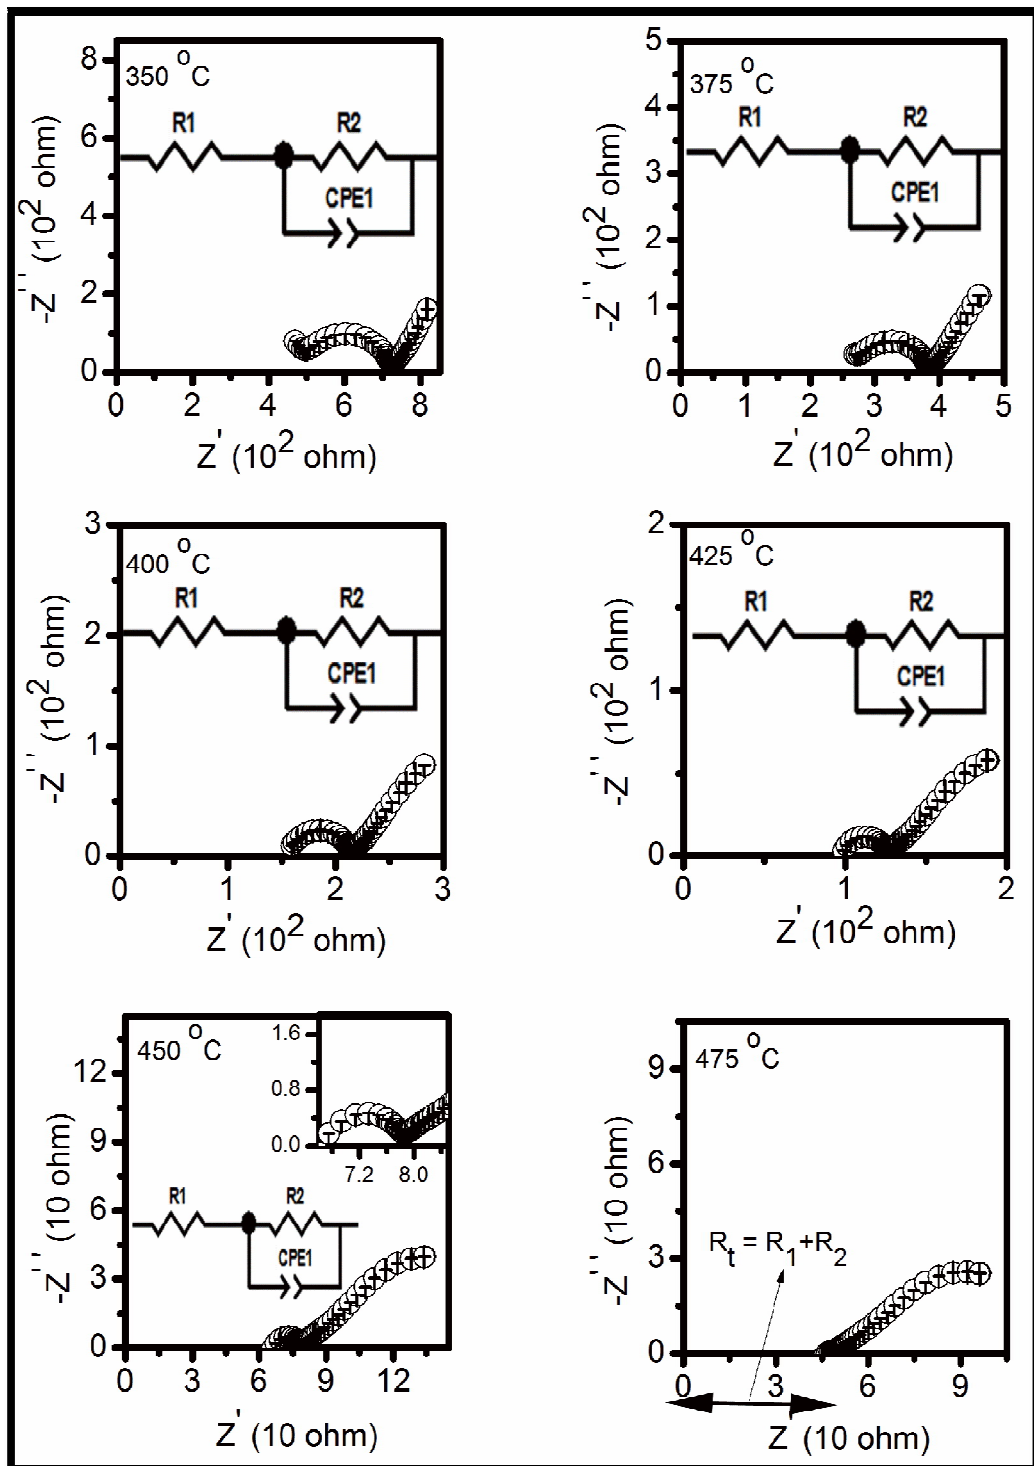 350 °C
R1 R2
CPE1
8
6
4
2
0
0 2 4 6 8
-Z'' (10² ohm)
Z' (10² ohm)
375 °C
R1 R2
CPE1
5
4
3
2
1
0
0 1 2 3 4 5
-Z'' (10² ohm)
Z' (10² ohm)
400 °C
R1 R2
CPE1
3
2
1
0
0 1 2 3
-Z'' (10² ohm)
Z' (10² ohm)
425 °C
R1 R2
CPE1
2
1
0
0 1 2
-Z'' (10² ohm)
Z' (10² ohm)
450 °C
1.6
0.8
0.0
7.2 8.0
R1 R2
CPE1
12
9
6
3
0
0 3 6 9 12
-Z'' (10 ohm)
Z' (10 ohm)
475 °C
Rt = R1+R2
9
6
3
0
0 3 6 9
-Z'' (10 ohm)
Z' (10 ohm)